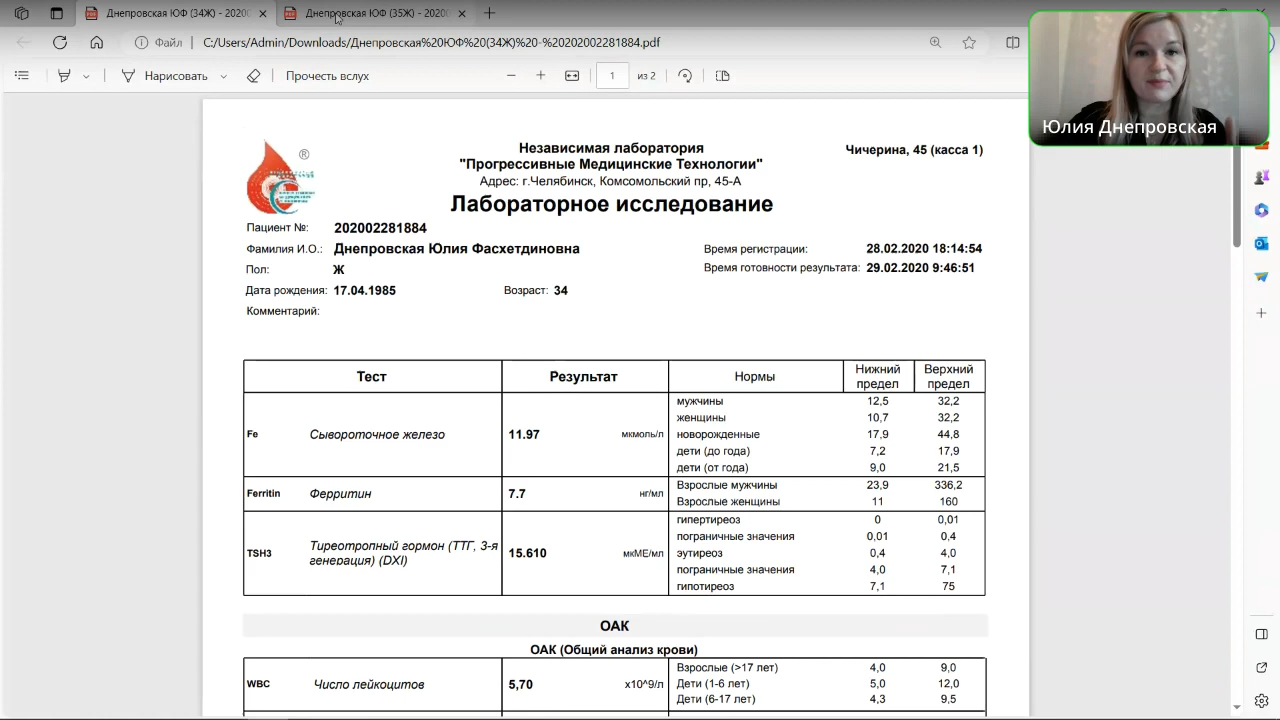 Днепровская ЮФ (34Ж) - 2020
Днепровская ЮФ (35Ж) - 2020
Файл
C:/Users/Admin/Downloads/Днепровская%20ЮФ%20(34Ж)%20-%20202002281884.pdf
Нарисовать
Прочесть вслух
1 из 2
Юлия Днепровская
Независимая лаборатория
"Прогрессивные Медицинские Технологии"
Адрес: г.Челябинск, Комсомольский пр, 45-А
Чичерина, 45 (касса 1)
®
Лабораторное исследование
Пациент №: 202002281884
Фамилия И.О.: Днепровская Юлия Фасхетдиновна
Время регистрации: 28.02.2020 18:14:54
Пол: Ж
Время готовности результата: 29.02.2020 9:46:51
Дата рождения: 17.04.1985 Возраст: 34
Комментарий:
Тест Результат Нормы Нижний предел Верхний предел
Fe Сывороточное железо 11.97 мкмоль/л
мужчины 12,5 32,2
женщины 10,7 32,2
новорожденные 17,9 44,8
дети (до года) 7,2 17,9
дети (от года) 9,0 21,5
Ferritin Ферритин 7.7 нг/мл
Взрослые мужчины 23,9 336,2
Взрослые женщины 11 160
TSH3 Тиреотропный гормон (ТТГ, 3-я генерация) (DXI) 15.610 мкМЕ/мл
гипертиреоз 0 0,01
пограничные значения 0,01 0,4
эутиреоз 0,4 4,0
пограничные значения 4,0 7,1
гипотиреоз 7,1 75
ОАК
ОАК (Общий анализ крови)
WBC Число лейкоцитов 5,70 x10^9/л
Взрослые (>17 лет) 4,0 9,0
Дети (1-6 лет) 5,0 12,0
Дети (6-17 лет) 4,3 9,5